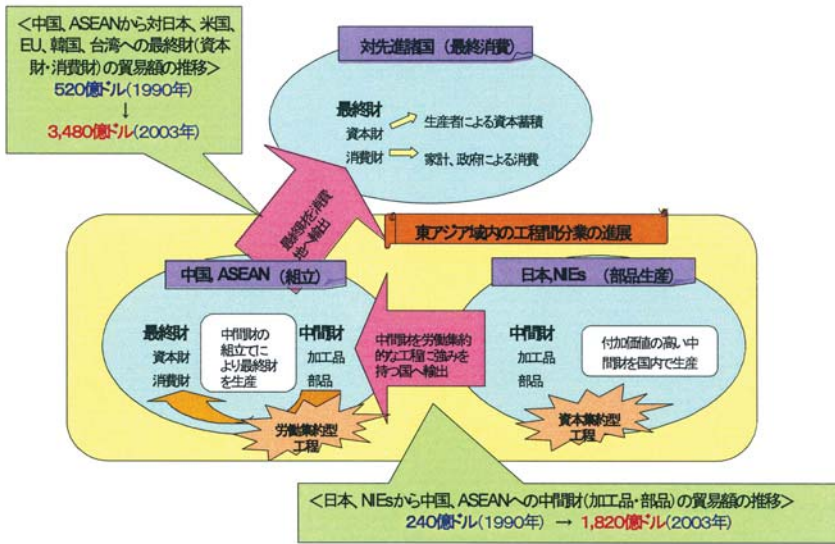 <中国、ASEANから対日本、米国、
EU、韓国、台湾への最終財(資本
財・消費財)の貿易額の推移>
520億ドル(1990年)
↓
3,480億ドル(2003年)
対先進諸国（最終消費）
最終財
資本財
生産者による資本蓄積
消費財
家計、政府による消費
最終財を消費
地へ輸出
東アジア域内の工程間分業の進展
中国, ASEAN（組立）
最終財
資本財
消費財
中間財の
組立てに
より最終財
を生産
中間財
加工品
部品
労働集約型
工程
中間財を労働集約
的な工程に強みを
持つ国へ輸出
日本,NIEs （部品生産）
中間財
加工品
部品
付加価値の高い中
間財を国内で生産
資本集約型
工程
<日本、NIEsから中国、ASEANへの中間財(加工品・部品)の貿易額の推移>
240億ドル(1990年) → 1,820億ドル(2003年)